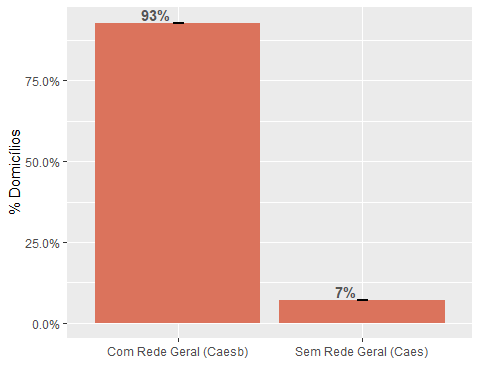 93%
75.0%
50.0%
25.0%
0.0%
7%
% Domicílios
Com Rede Geral (Caesb)
Sem Rede Geral (Caes)